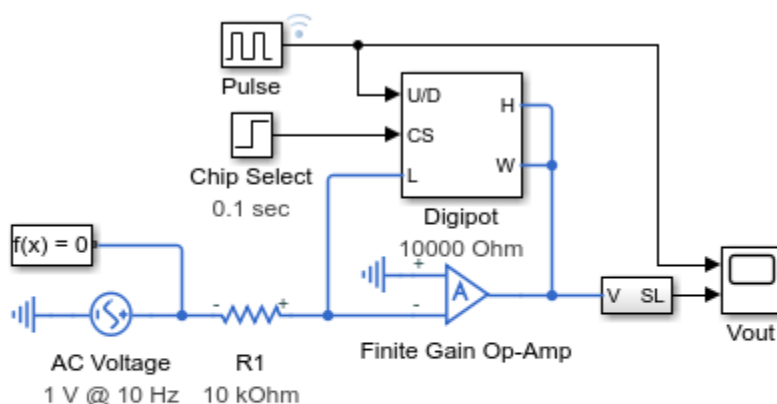 Pulse
U/D
H
CS
W
L
Chip Select
0.1 sec
Digipot
10000 Ohm
f(x) = 0
+
-
A
V SL
Vout
- +
AC Voltage
1 V @ 10 Hz
R1
10 kOhm
Finite Gain Op-Amp